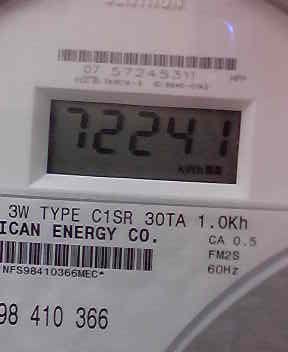 CENTRON
07 57245311
72241
kWh
3W TYPE C1SR 30TA 1.0Kh
ICAN ENERGY CO.
CA 0.5
FM2S
60Hz
NFS98410366MEC*
98 410 366